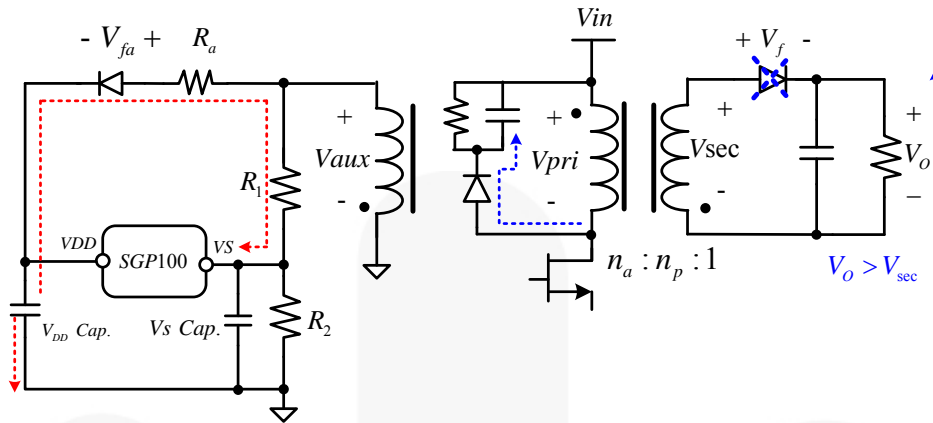 - V_fa +
R_a
Vin
+ V_f -
+
Vaux
-
R_1
+
Vpri
-
+
Vsec
-
+
V_O
−
VDD
SGP100
VS
n_a : n_p : 1
V_O > V_sec
V_DD Cap.
Vs Cap.
R_2